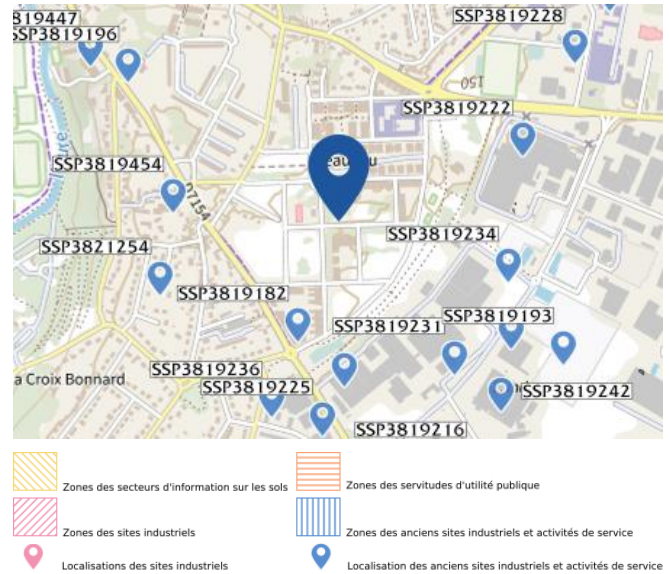 819447
SSP3819196
SSP3819228
150
SSP3819222
SSP3819454
D7154
SSP3819234
SSP3821254
SSP3819182
SSP3819193
SSP3819231
SSP3819236
a Croix Bonnard
SSP3819225
SSP3819242
SSP3819216
Zones des secteurs d'information sur les sols
Zones des servitudes d'utilité publique
Zones des sites industriels
Zones des anciens sites industriels et activités de service
Localisations des sites industriels
Localisation des anciens sites industriels et activités de service